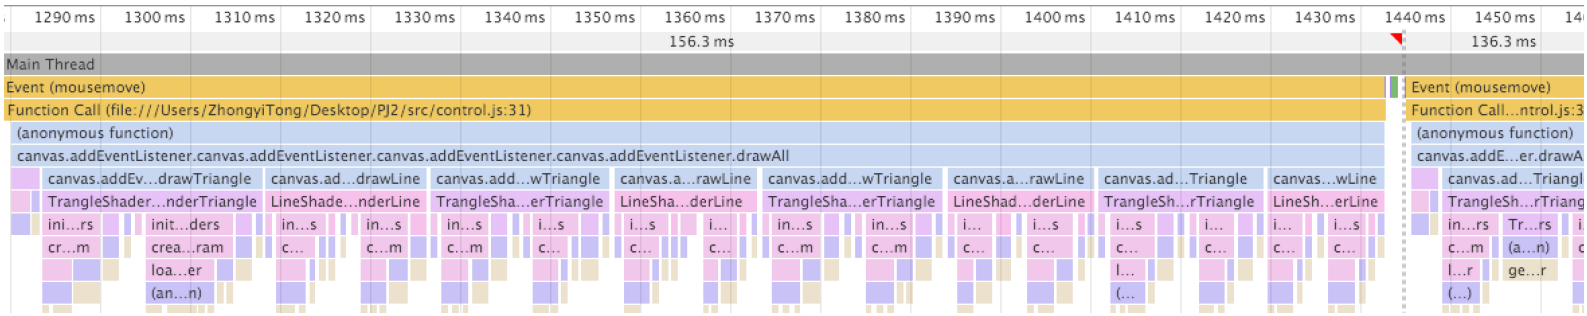 1290 ms 1300 ms 1310 ms 1320 ms 1330 ms 1340 ms 1350 ms 1360 ms 1370 ms 1380 ms 1390 ms 1400 ms 1410 ms 1420 ms 1430 ms 1440 ms 1450 ms
156.3 ms 136.3 ms
Main Thread
Event (mousemove) Event (mousemove)
Function Call (file:///Users/ZhongyiTong/Desktop/PJ2/src/control.js:31) Function Call...ntrol.js:3
(anonymous function) (anonymous function)
canvas.addEventListener.canvas.addEventListener.canvas.addEventListener.canvas.addEventListener.drawAll canvas.addE...er.drawA
canvas.addEv...drawTriangle canvas.ad...drawLine canvas.add...wTriangle canvas.a...rawLine canvas.add...wTriangle canvas.a...rawLine canvas.ad...Triangle canvas...wLine canvas.ad...Triangl
TrangleShader...nderTriangle LineShade...nderLine TrangleSha...erTriangle LineSha...derLine TrangleSha...erTriangle LineShad...derLine TrangleSh...rTriangle LineSh...erLine TrangleSh...rTriang
ini...rs init...ders in...s in...s in...s i...s i...s i... in...s in...s i... i...s i...s i... i...s i...s in...rs Tr...rs i.
cr...m crea...ram c... c...m c...m c... c... c... c...m c...m c... c... c... c... c... c... c...m (a...n)
loa...er l... l...r ge...r
(an...n) (... (...)